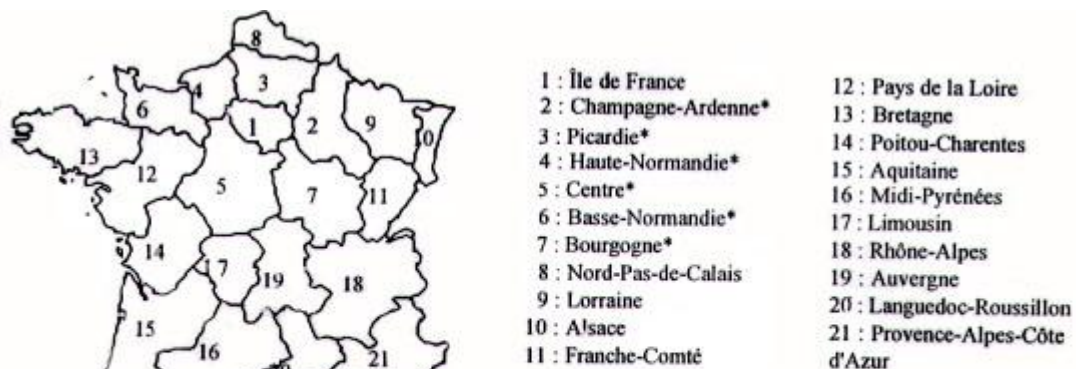 8
4
3
6
1
2
9
0
13
12
5
7
11
14
17
19
18
15
16
21
1 : Île de France
2 : Champagne-Ardenne*
3 : Picardie*
4 : Haute-Normandie*
5 : Centre*
6 : Basse-Normandie*
7 : Bourgogne*
8 : Nord-Pas-de-Calais
9 : Lorraine
10 : Alsace
11 : Franche-Comté
12 : Pays de la Loire
13 : Bretagne
14 : Poitou-Charentes
15 : Aquitaine
16 : Midi-Pyrénées
17 : Limousin
18 : Rhône-Alpes
19 : Auvergne
20 : Languedoc-Roussillon
21 : Provence-Alpes-Côte
d'Azur